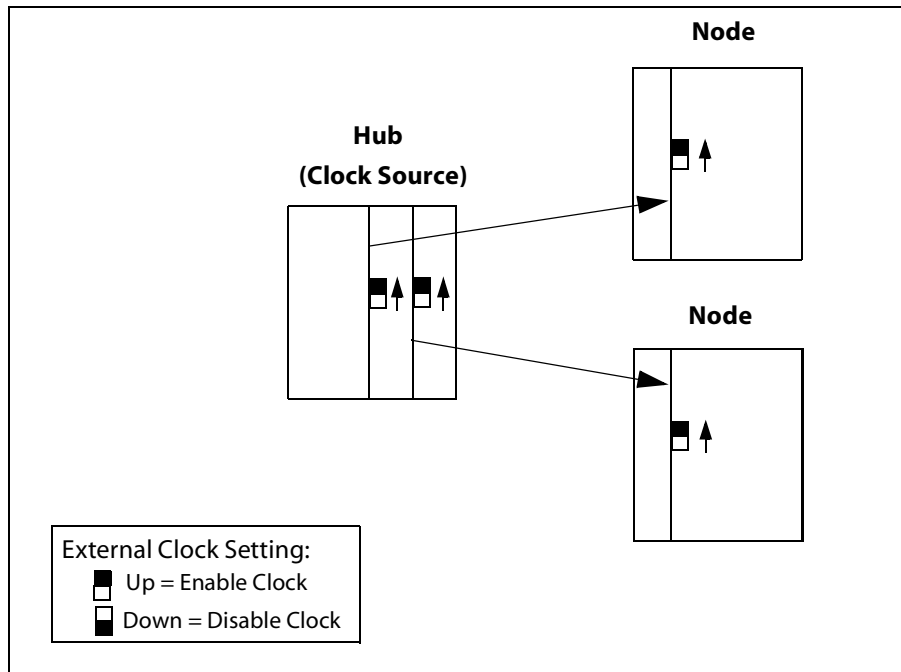 Node
Hub
(Clock Source)
Node
External Clock Setting:
Up = Enable Clock
Down = Disable Clock